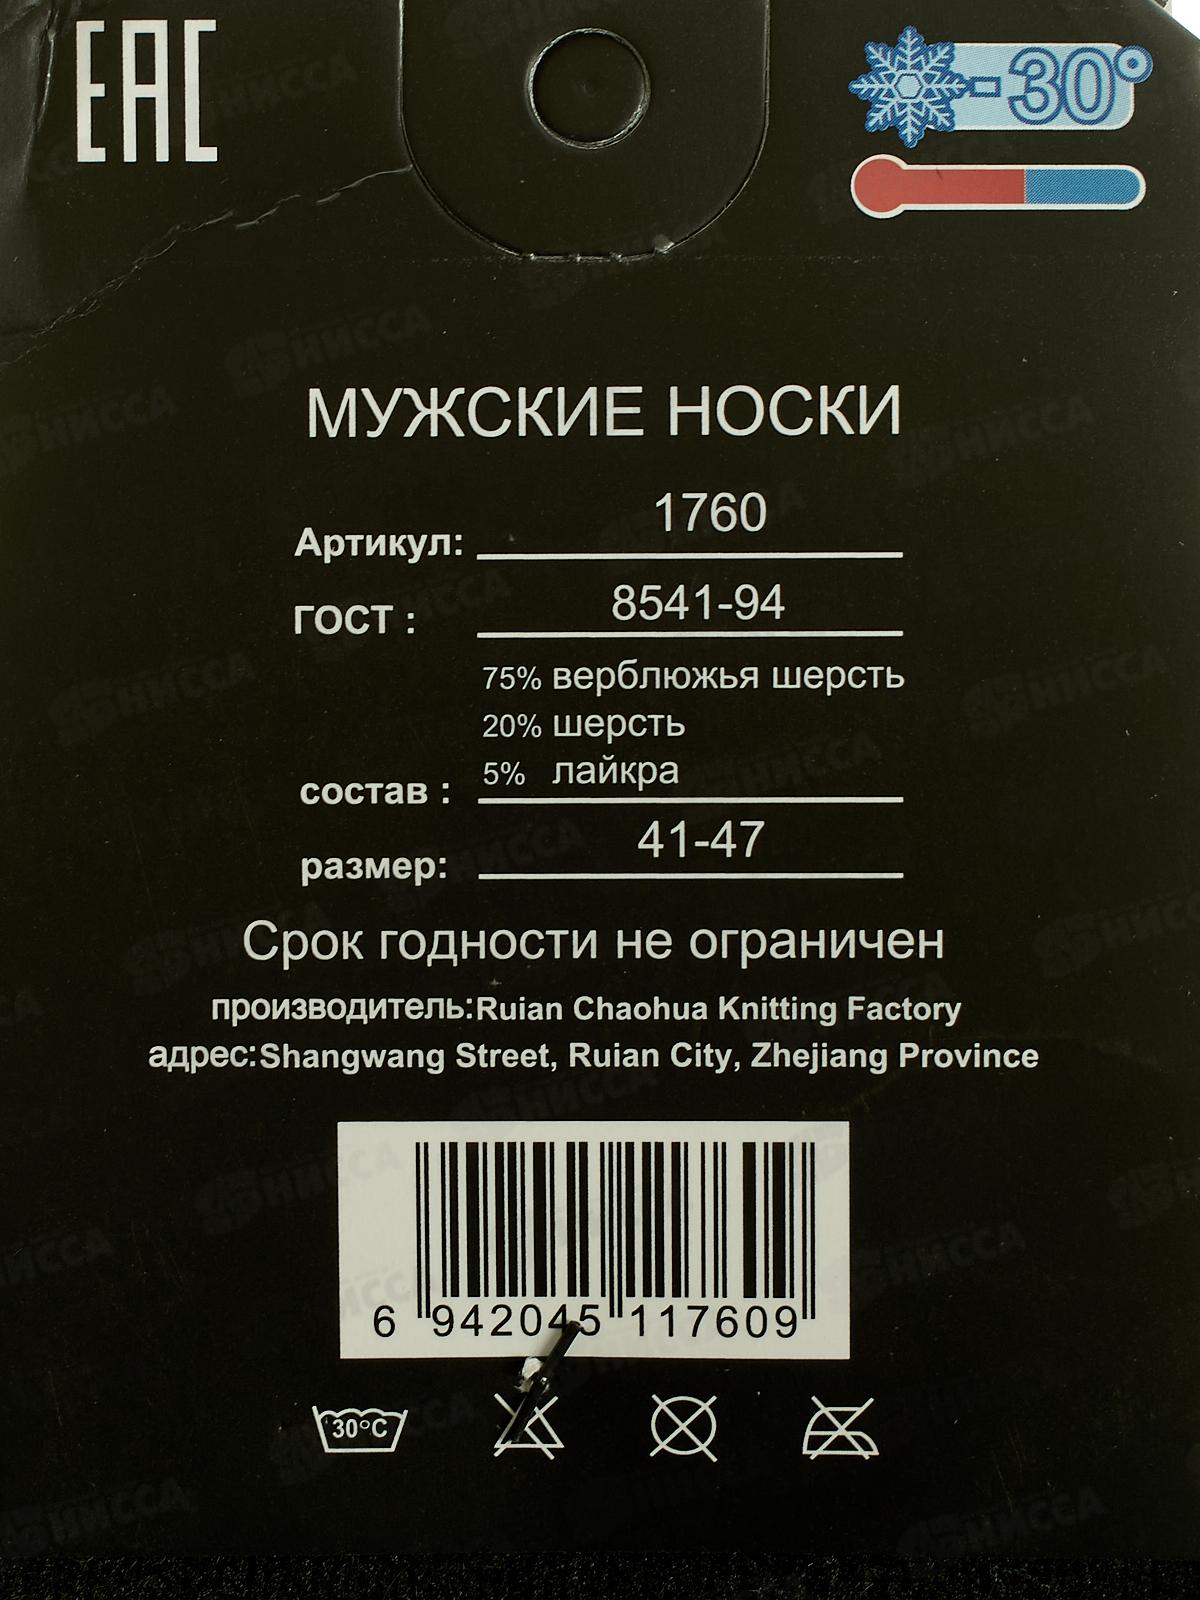 EAC
-30°
МУЖСКИЕ НОСКИ
Артикул: 1760
ГОСТ : 8541-94
75% верблюжья шерсть
20% шерсть
5% лайкра
состав :
размер: 41-47
Срок годности не ограничен
производитель:Ruian Chaohua Knitting Factory
адрес:Shangwang Street, Ruian City, Zhejiang Province
6 942045 117609
30°C